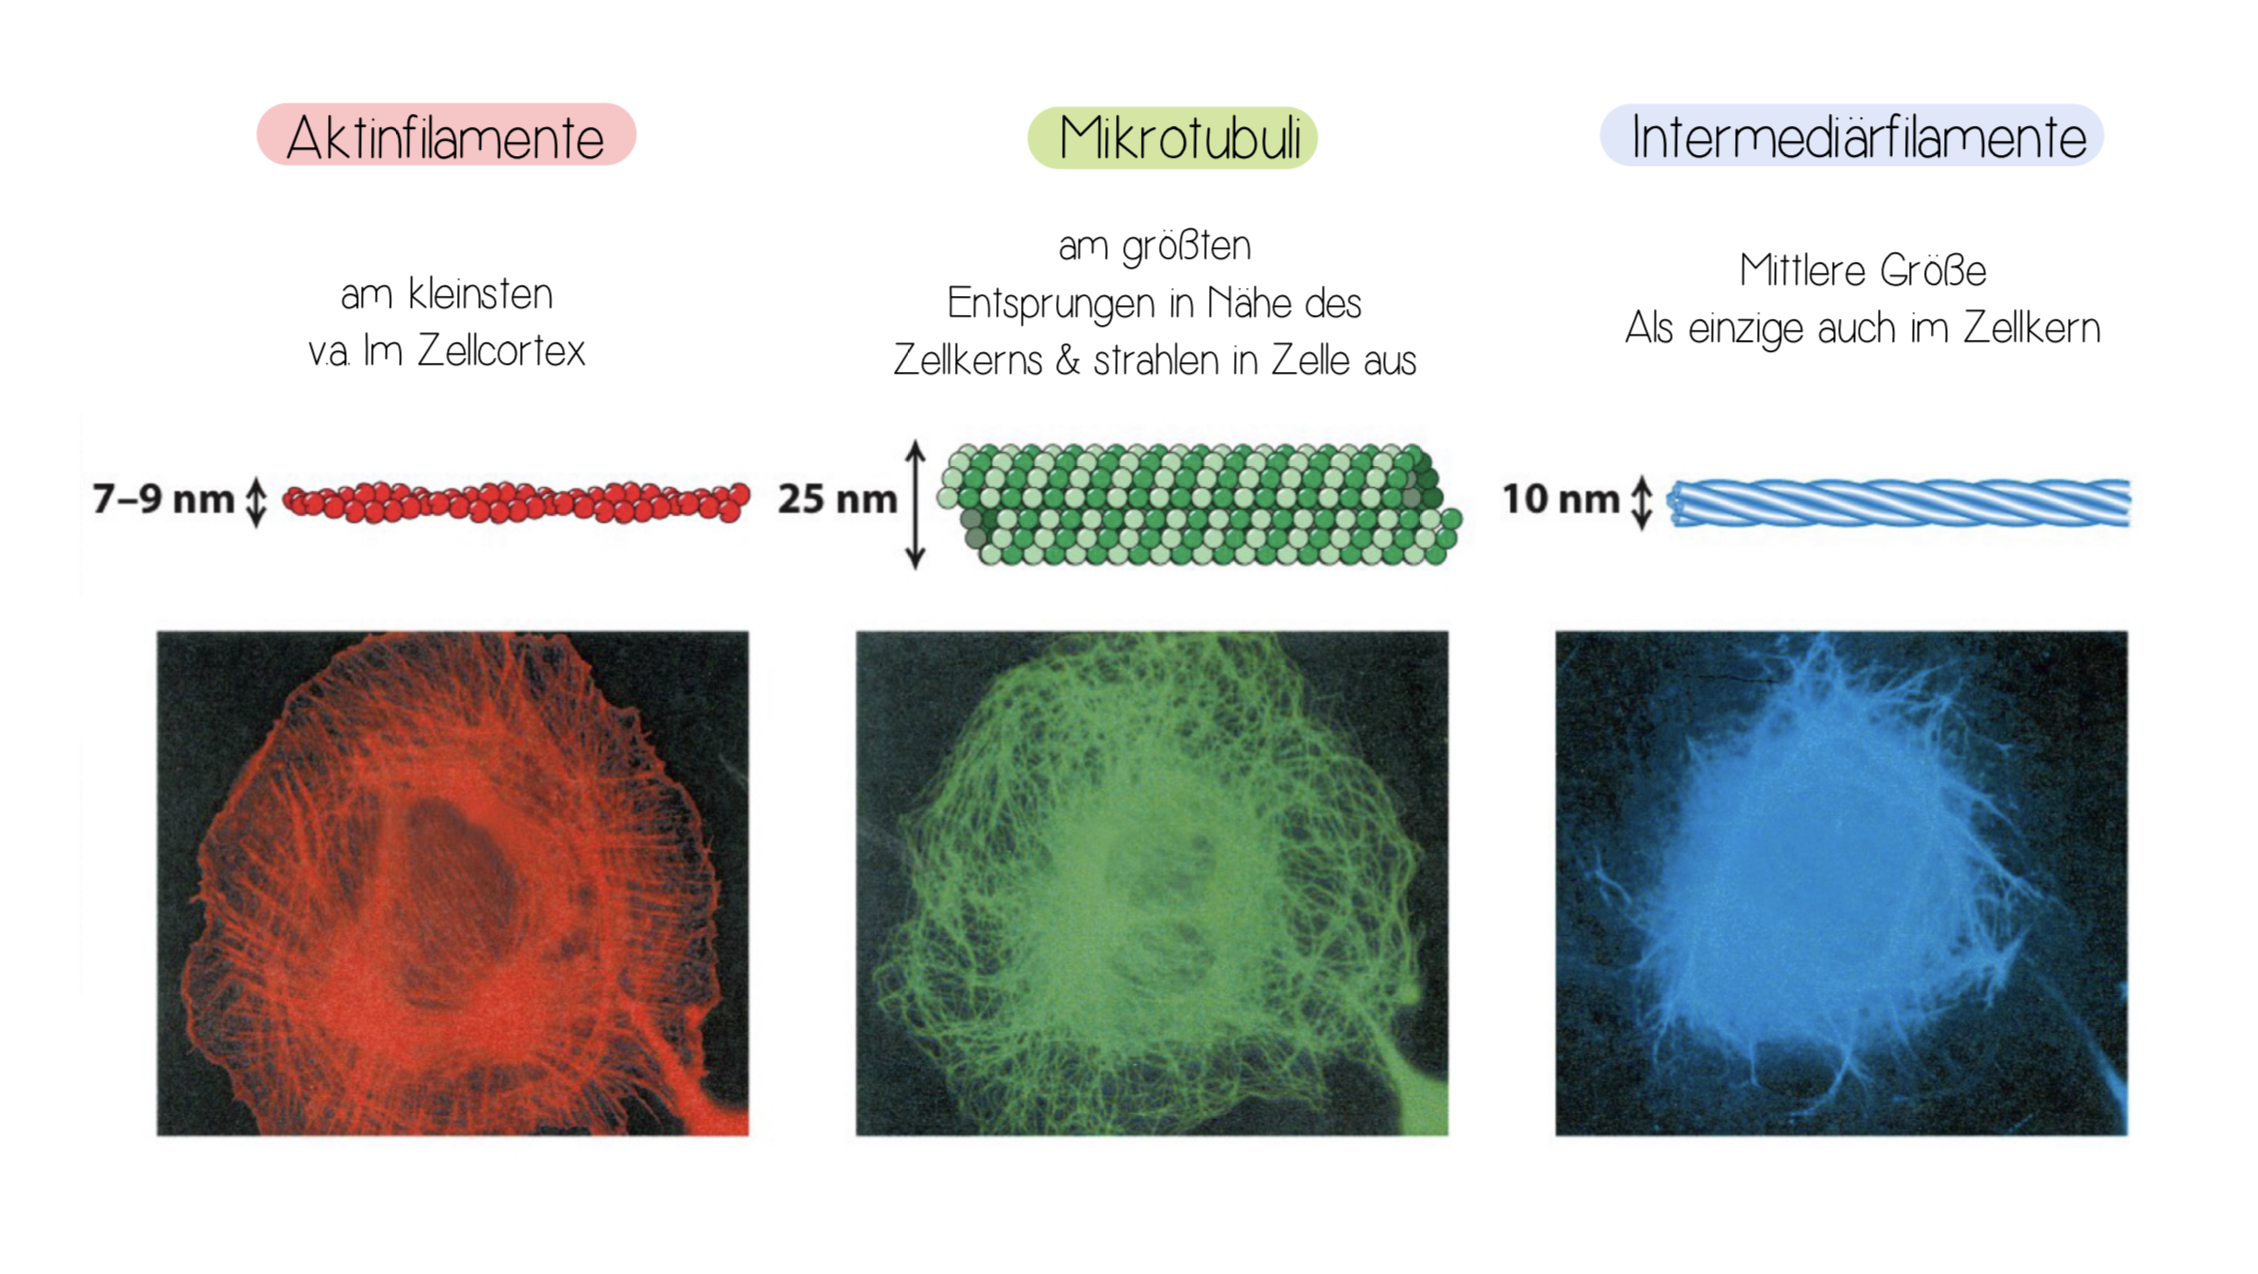 Aktinfilamente
am kleinsten
v.a. Im Zellcortex
7–9 nm
Mikrotubuli
am größten
Entsprungen in Nähe des
Zellkerns & strahlen in Zelle aus
25 nm
Intermediärfilamente
Mittlere Größe
Als einzige auch im Zellkern
10 nm